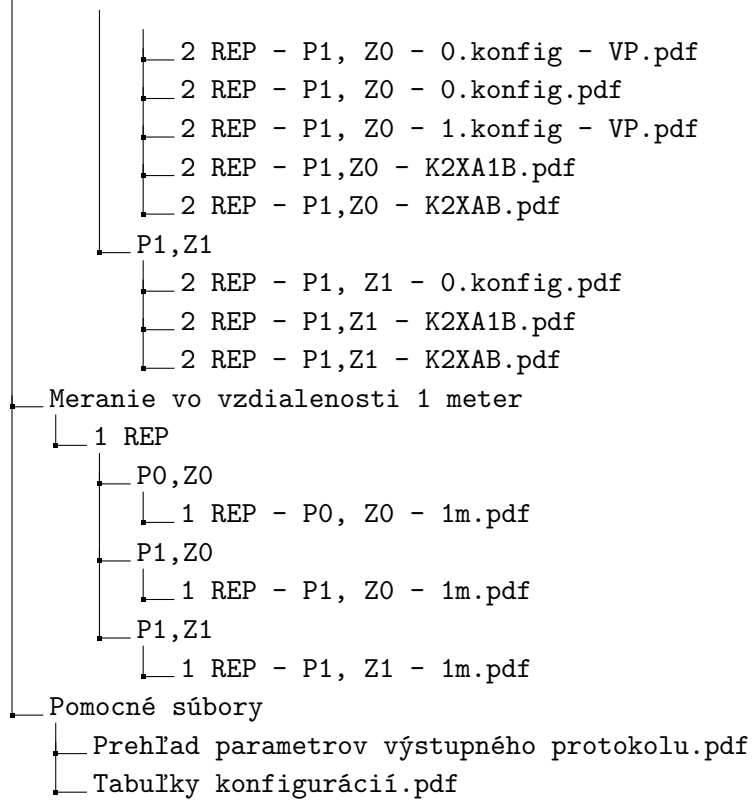 2 REP - P1, Z0 - 0.konfig - VP.pdf
2 REP - P1, Z0 - 0.konfig.pdf
2 REP - P1, Z0 - 1.konfig - VP.pdf
2 REP - P1,Z0 - K2XA1B.pdf
2 REP - P1,Z0 - K2XAB.pdf
P1,Z1
2 REP - P1, Z1 - 0.konfig.pdf
2 REP - P1,Z1 - K2XA1B.pdf
2 REP - P1,Z1 - K2XAB.pdf
Meranie vo vzdialenosti 1 meter
1 REP
P0,Z0
1 REP - P0, Z0 - 1m.pdf
P1,Z0
1 REP - P1, Z0 - 1m.pdf
P1,Z1
1 REP - P1, Z1 - 1m.pdf
Pomocné súbory
Prehľad parametrov výstupného protokolu.pdf
Tabuľky konfigurácií.pdf